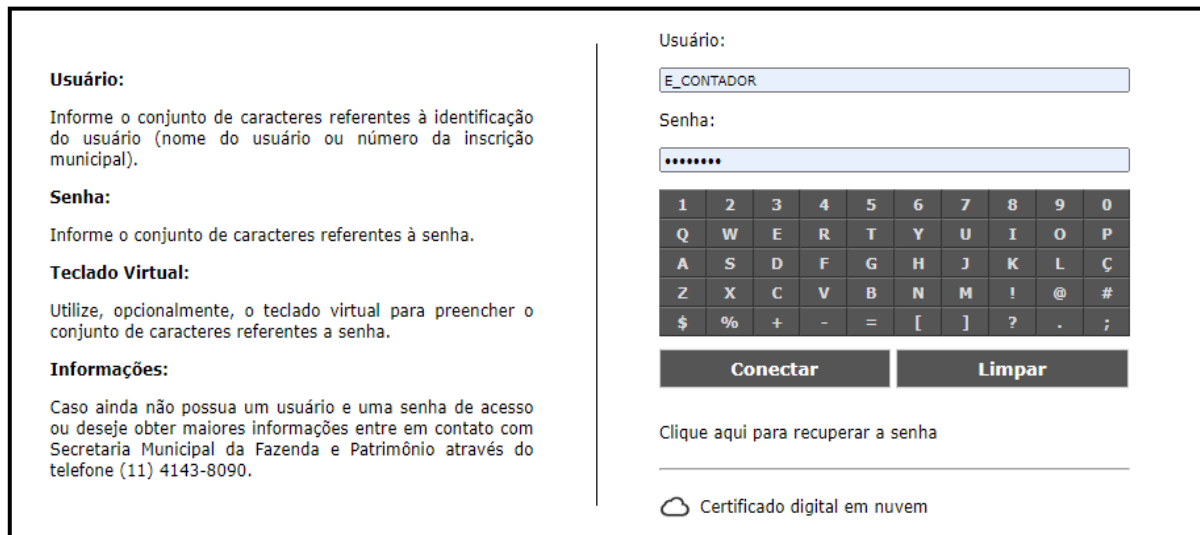 Usuário:
Informe o conjunto de caracteres referentes à identificação
do usuário (nome do usuário ou número da inscrição
municipal).
Senha:
Informe o conjunto de caracteres referentes à senha.
Teclado Virtual:
Utilize, opcionalmente, o teclado virtual para preencher o
conjunto de caracteres referentes a senha.
Informações:
Caso ainda não possua um usuário e uma senha de acesso
ou deseje obter maiores informações entre em contato com
Secretaria Municipal da Fazenda e Patrimônio através do
telefone (11) 4143-8090.
Usuário:
E_CONTADOR
Senha:
••••••••
1 2 3 4 5 6 7 8 9 0
Q W E R T Y U I O P
A S D F G H J K L Ç
Z X C V B N M ! @ #
$ % + - = [ ] ? . ;
Conectar Limpar
Clique aqui para recuperar a senha
Certificado digital em nuvem